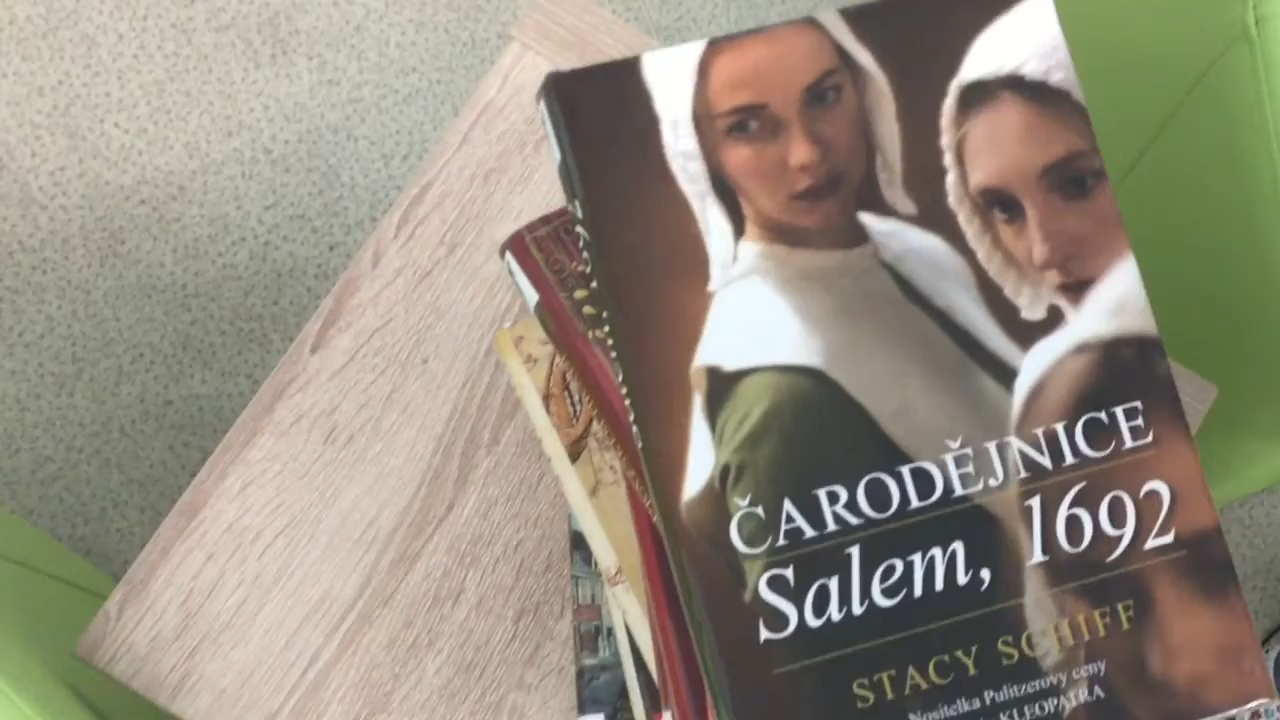 ČARODĚJNICE
Salem, 1692
STACY SCHIFF
Nositelka Pulitzerovy ceny
KLEOPATRA